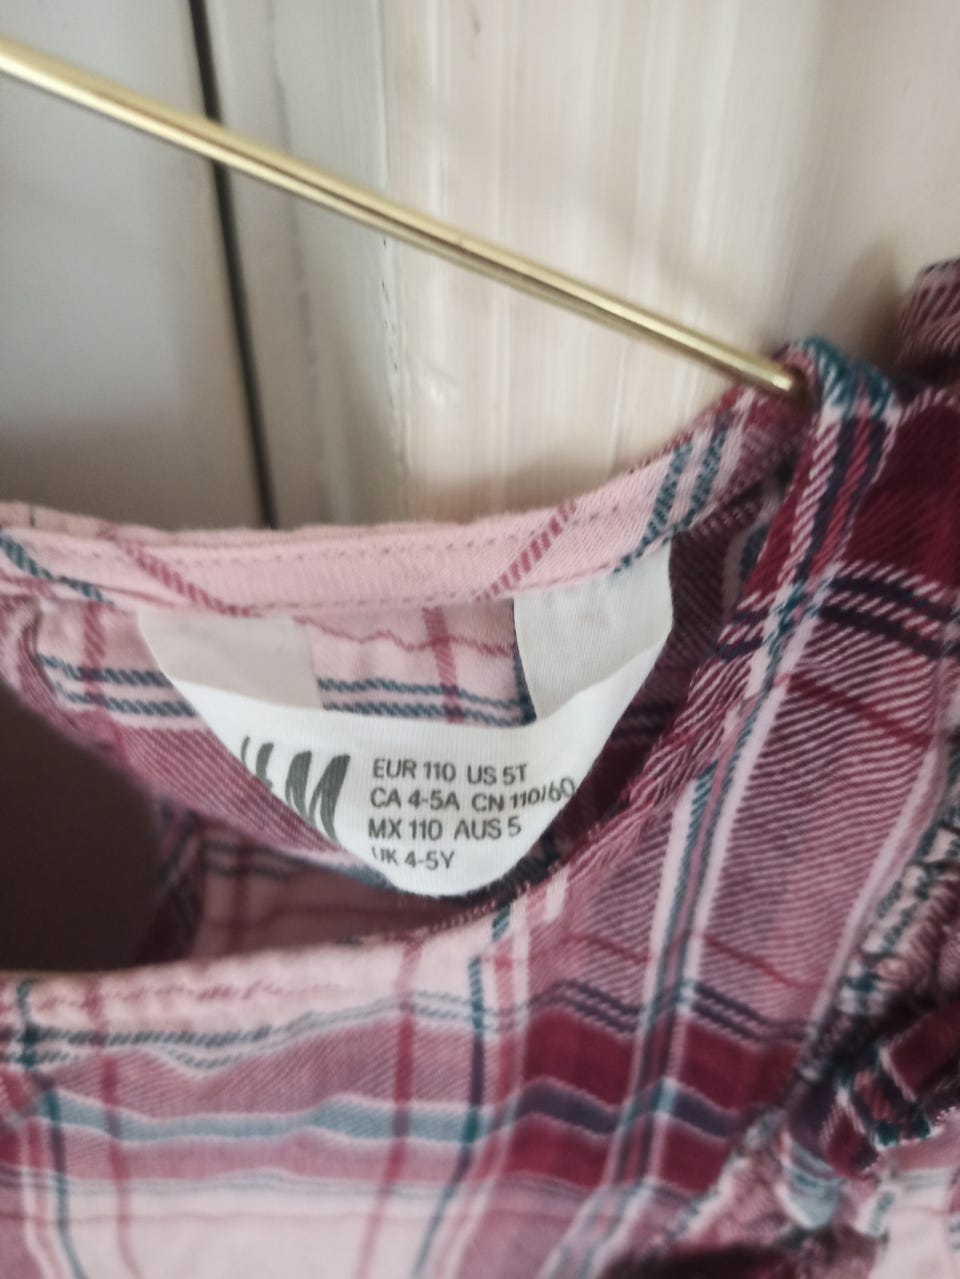 H&M
EUR 110 US 5T
CA 4-5A CN 110/60
MX 110 AUS 5
UK 4-5Y